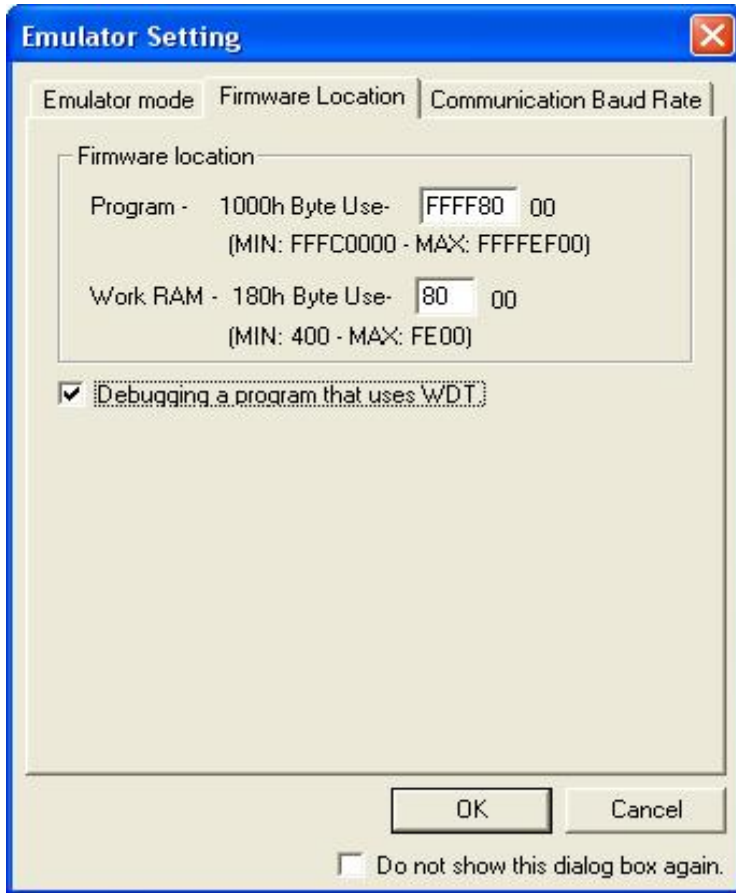 Emulator Setting
Emulator mode Firmware Location Communication Baud Rate
Firmware location
Program - 1000h Byte Use- FFFF80 00
(MIN: FFFC0000 - MAX: FFFFEF00)
Work RAM - 180h Byte Use- 80 00
(MIN: 400 - MAX: FE00)
Debugging a program that uses WDT.
OK Cancel
Do not show this dialog box again.